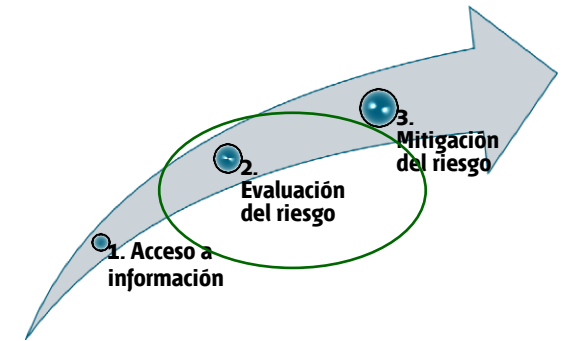 1. Acceso a
información
2.
Evaluación
del riesgo
3.
Mitigación
del riesgo